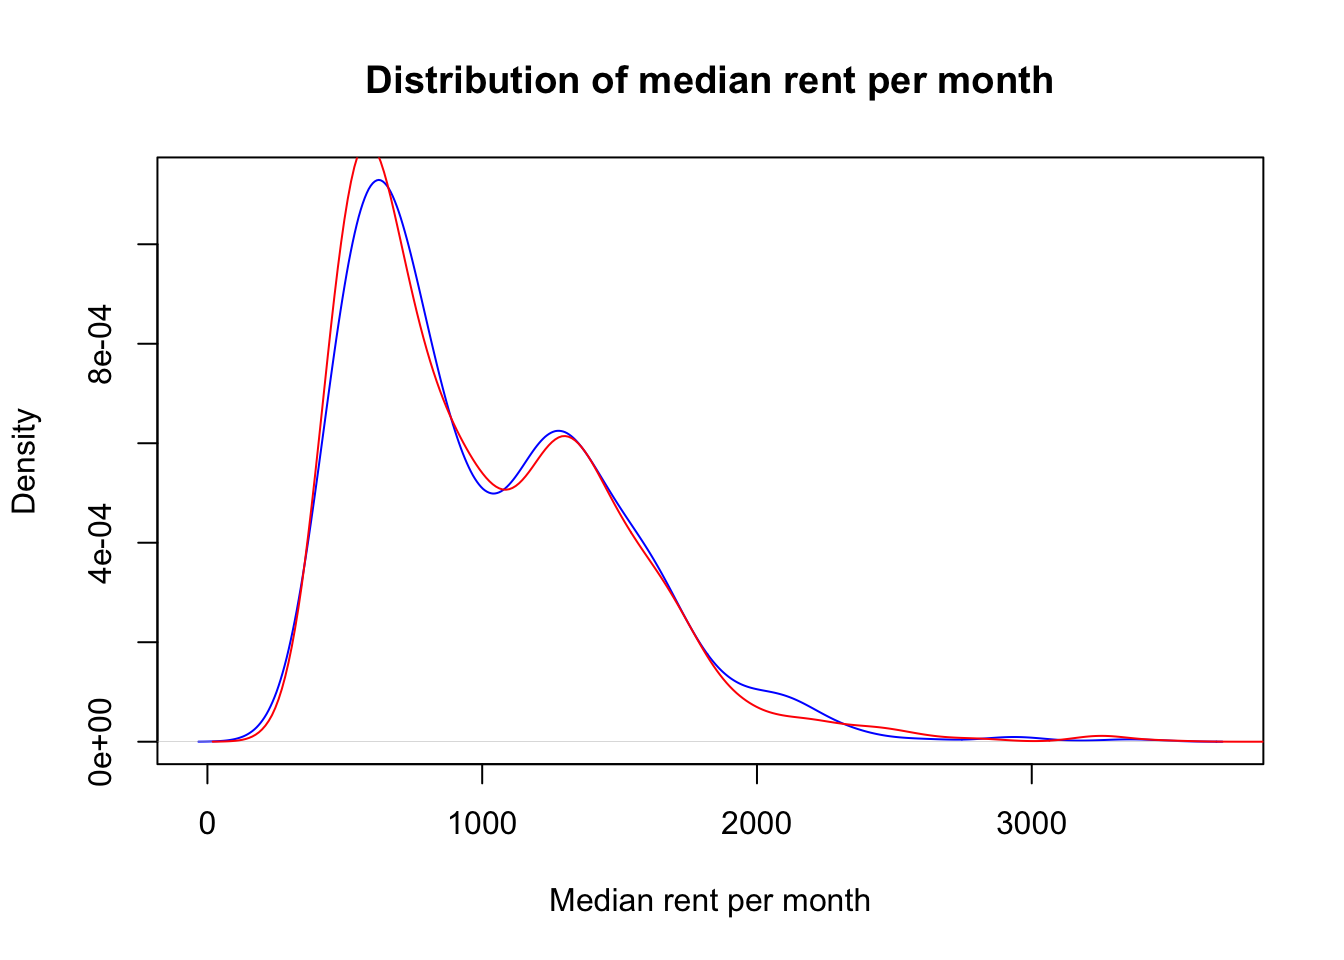 Distribution of median rent per month
Density
8e-04
4e-04
0e+00
0 1000 2000 3000
Median rent per month